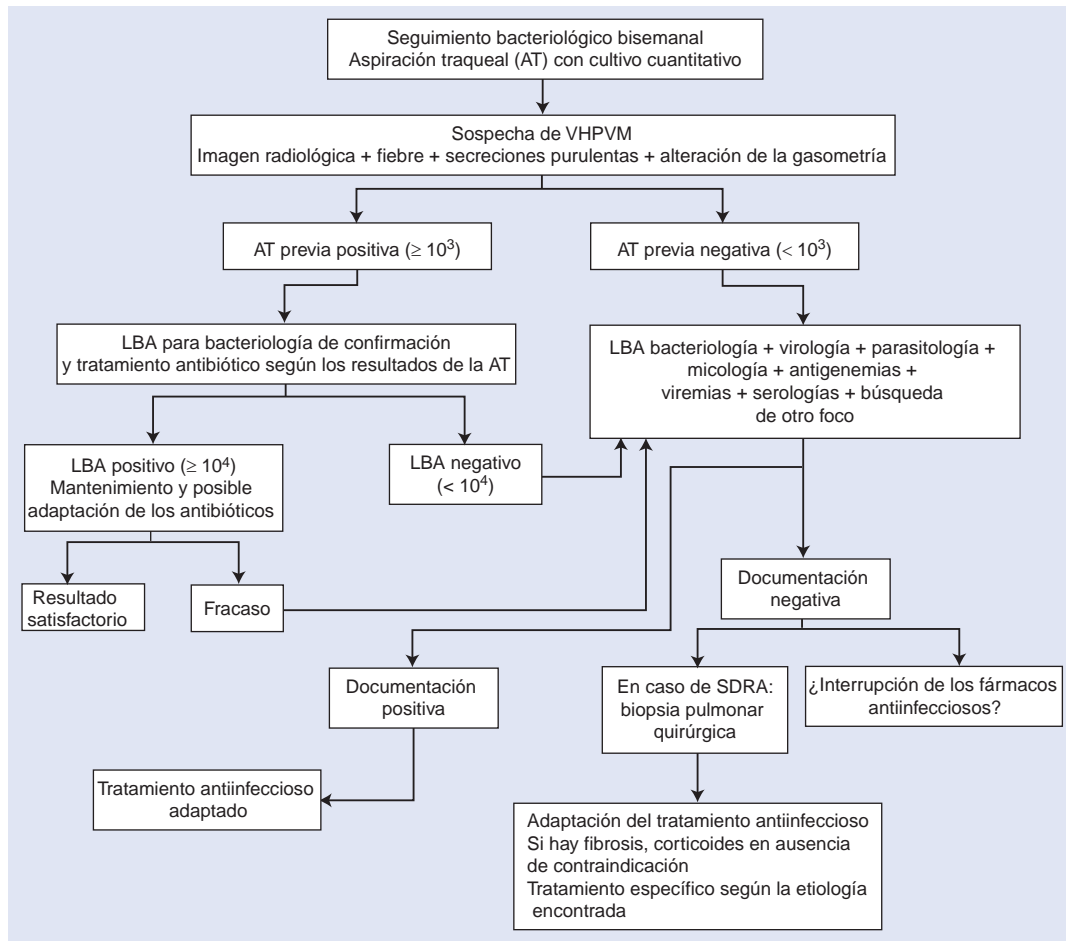 Seguimiento bacteriológico bisemanal
Aspiración traqueal (AT) con cultivo cuantitativo
Sospecha de VHPVM
Imagen radiológica + fiebre + secreciones purulentas + alteración de la gasometría
AT previa positiva (≥ 10³)
AT previa negativa (< 10³)
LBA para bacteriología de confirmación
y tratamiento antibiótico según los resultados de la AT
LBA bacteriología + virología + parasitología +
micología + antigenemias +
viremias + serologías + búsqueda
de otro foco
LBA positivo (≥ 10⁴)
Mantenimiento y posible
adaptación de los antibióticos
LBA negativo
(< 10⁴)
Resultado
satisfactorio
Fracaso
Documentación
negativa
Documentación
positiva
En caso de SDRA:
biopsia pulmonar
quirúrgica
¿Interrupción de los fármacos
antiinfecciosos?
Tratamiento antiinfeccioso
adaptado
Adaptación del tratamiento antiinfeccioso
Si hay fibrosis, corticoides en ausencia
de contraindicación
Tratamiento específico según la etiología
encontrada